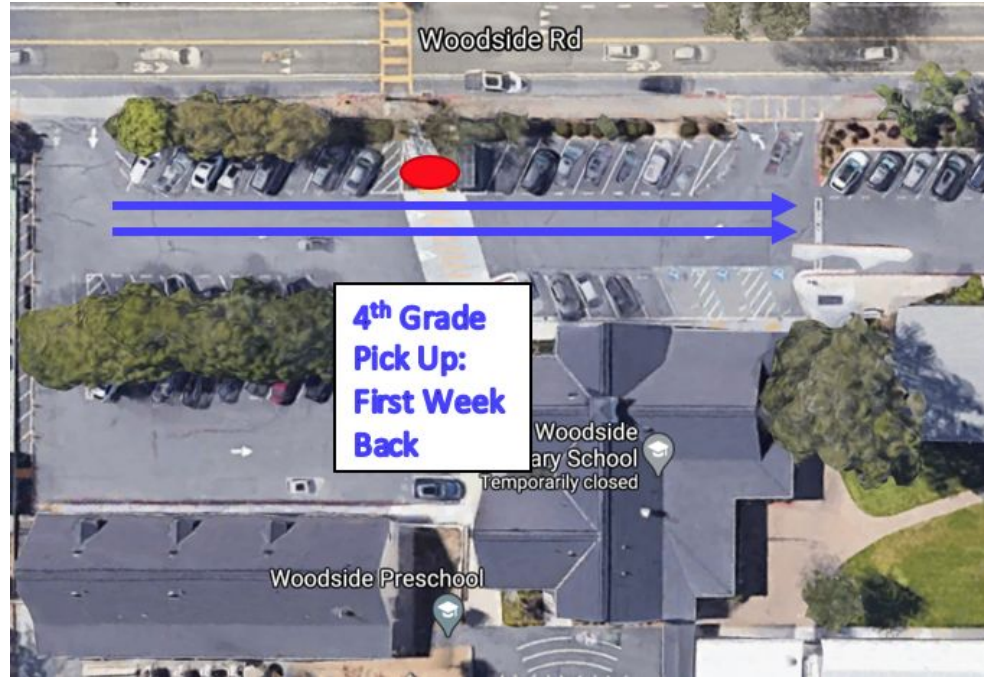 Woodside Rd
4th Grade
Pick Up:
First Week
Back
Woodside
ary School
Temporarily closed
Woodside Preschool